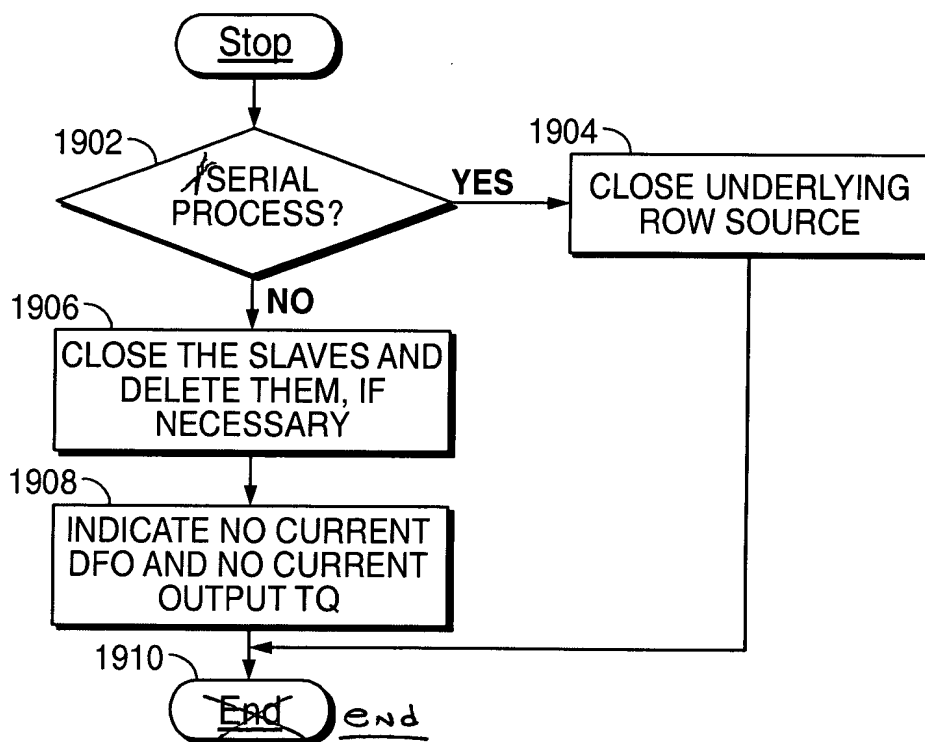 Stop
1902
SERIAL
PROCESS?
YES
1904
CLOSE UNDERLYING
ROW SOURCE
NO
1906
CLOSE THE SLAVES AND
DELETE THEM, IF
NECESSARY
1908
INDICATE NO CURRENT
DFO AND NO CURRENT
OUTPUT TQ
1910
End
end